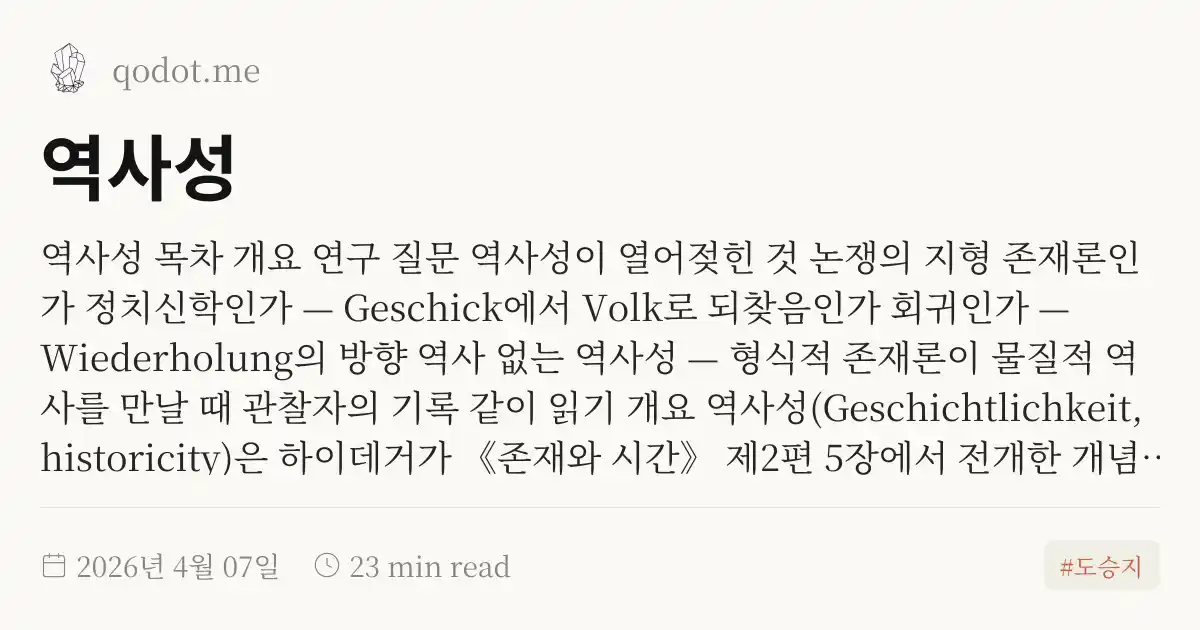 qodot.me
역사성
역사성 목차 개요 연구 질문 역사성이 열어젖힌 것 논쟁의 지형 존재론인
가 정치신학인가 — Geschick에서 Volk로 되찾음인가 회귀인가 —
Wiederholung의 방향 역사 없는 역사성 — 형식적 존재론이 물질적 역
사를 만날 때 관찰자의 기록 같이 읽기 개요 역사성(Geschichtlichkeit,
historicity)은 하이데거가 《존재와 시간》 제2편 5장에서 전개한 개념··
2026년 4월 07일 23 min read
#도승지